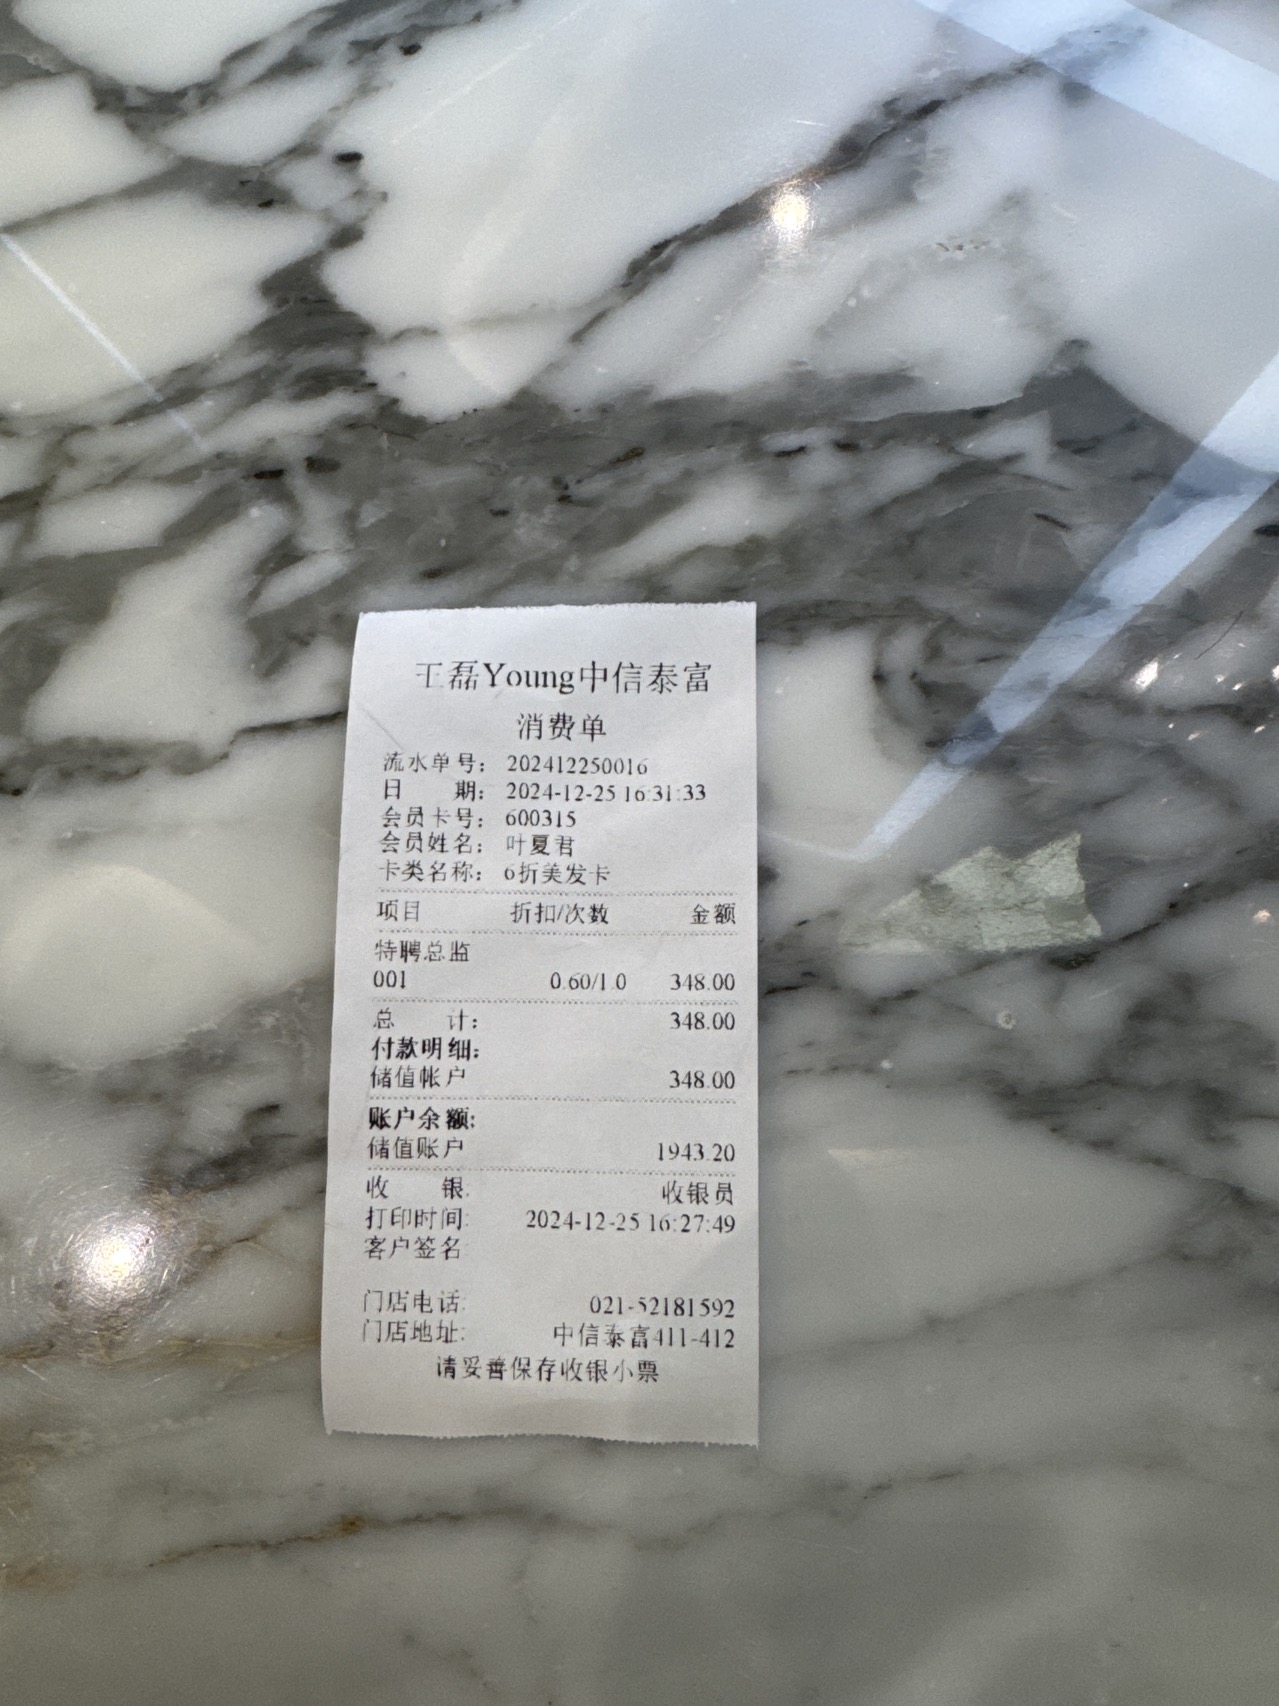 王磊Young中信泰富
消费单
流水单号： 202412250016
日 期： 2024-12-25 16:31:33
会员卡号： 600315
会员姓名： 叶夏君
卡类名称： 6折美发卡
项目 折扣/次数 金额
特聘总监
001 0.60/1.0 348.00
总 计： 348.00
付款明细：
储值帐户 348.00
账户余额：
储值账户 1943.20
收 银: 收银员
打印时间: 2024-12-25 16:27:49
客户签名:
门店电话: 021-52181592
门店地址: 中信泰富411-412
请妥善保存收银小票